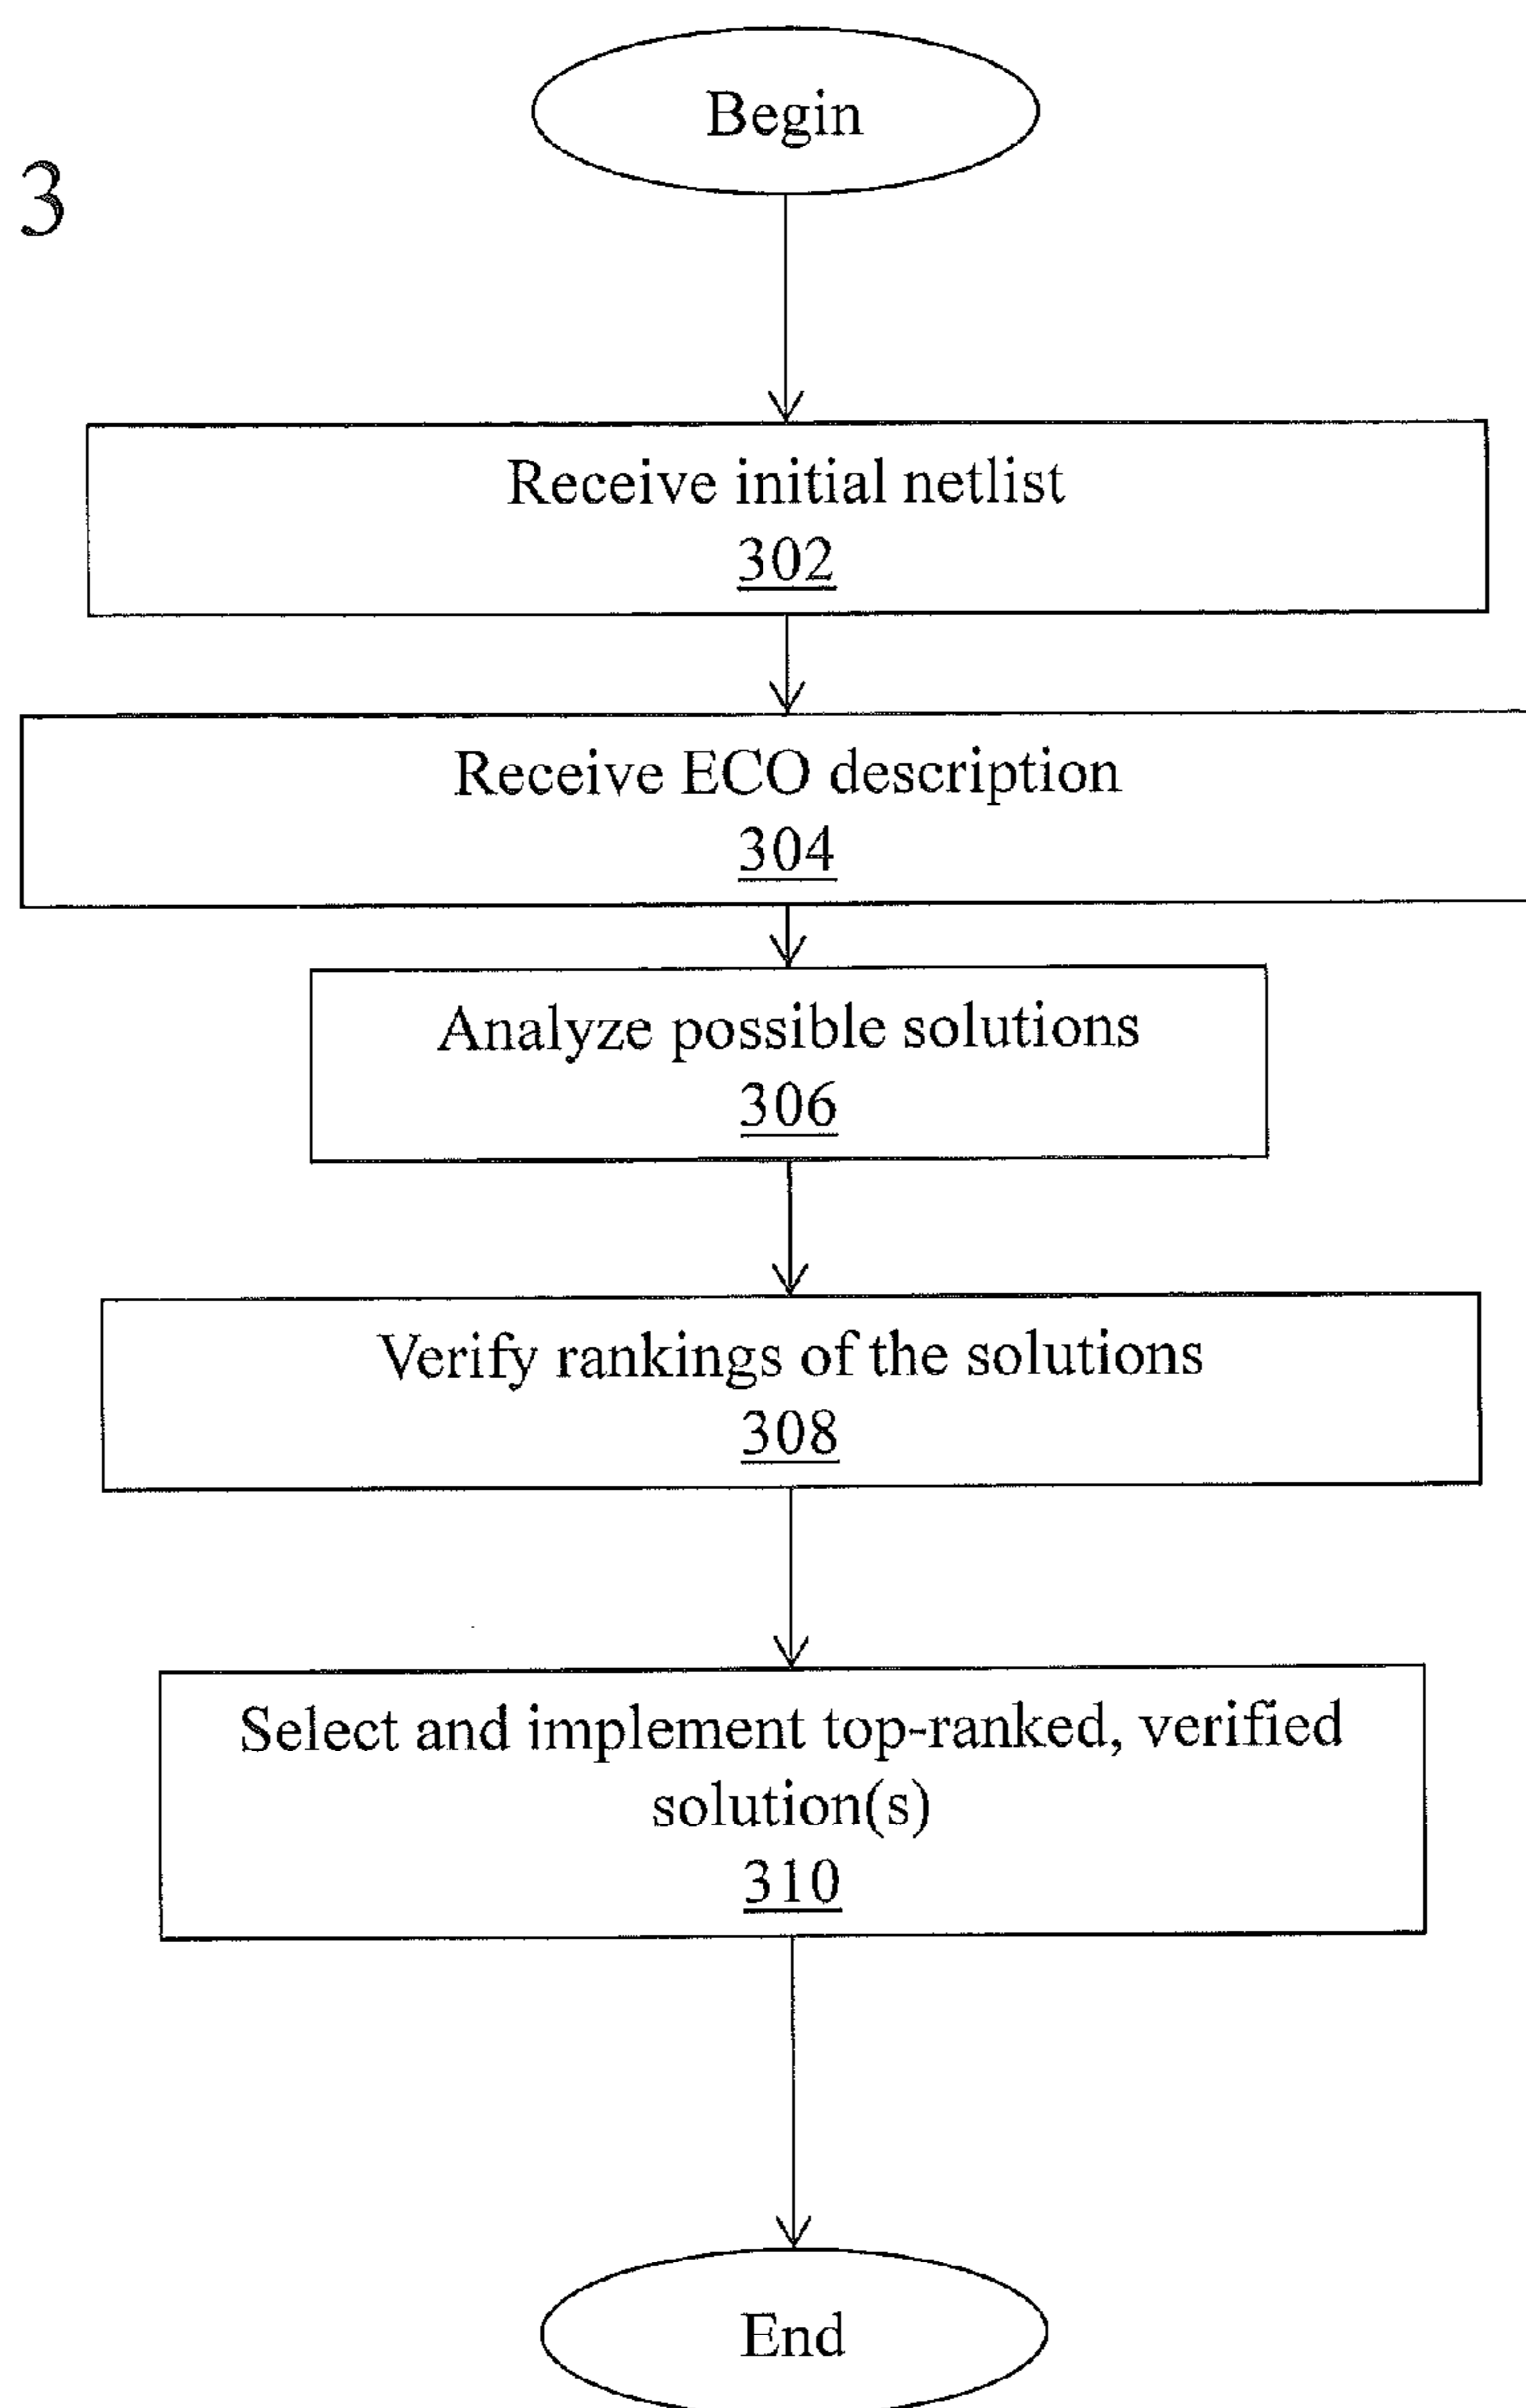 Begin
3
Receive initial netlist
302
Receive ECO description
304
Analyze possible solutions
306
Verify rankings of the solutions
308
Select and implement top-ranked, verified
solution(s)
310
End